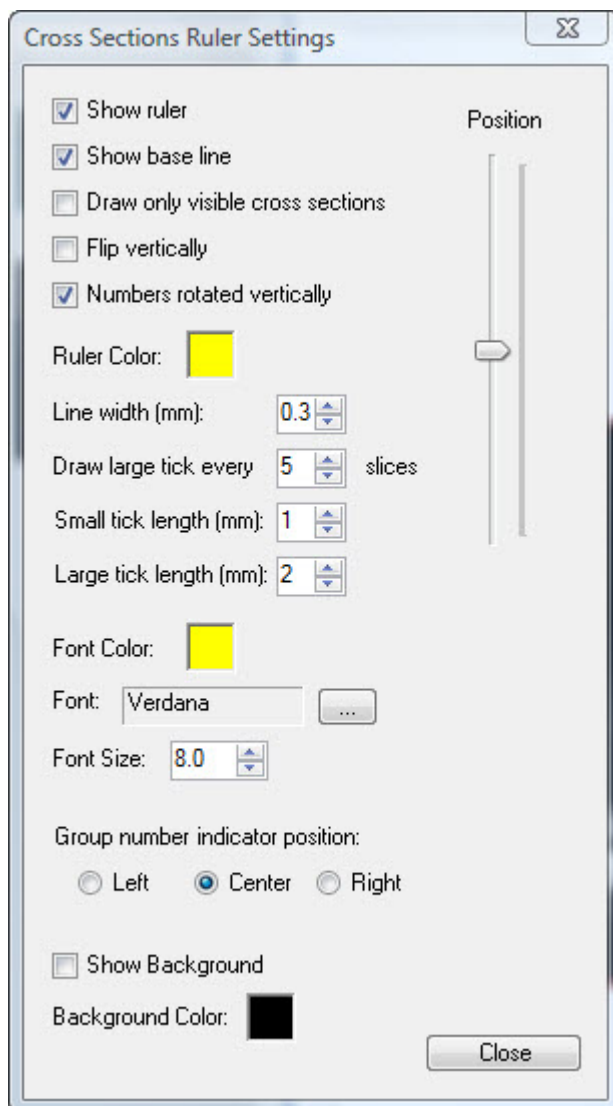 Cross Sections Ruler Settings
Show ruler
Position
Show base line
Draw only visible cross sections
Flip vertically
Numbers rotated vertically
Ruler Color:
Line width (mm): 0.3
Draw large tick every 5 slices
Small tick length (mm): 1
Large tick length (mm): 2
Font Color:
Font: Verdana ...
Font Size: 8.0
Group number indicator position:
Left Center Right
Show Background
Background Color:
Close